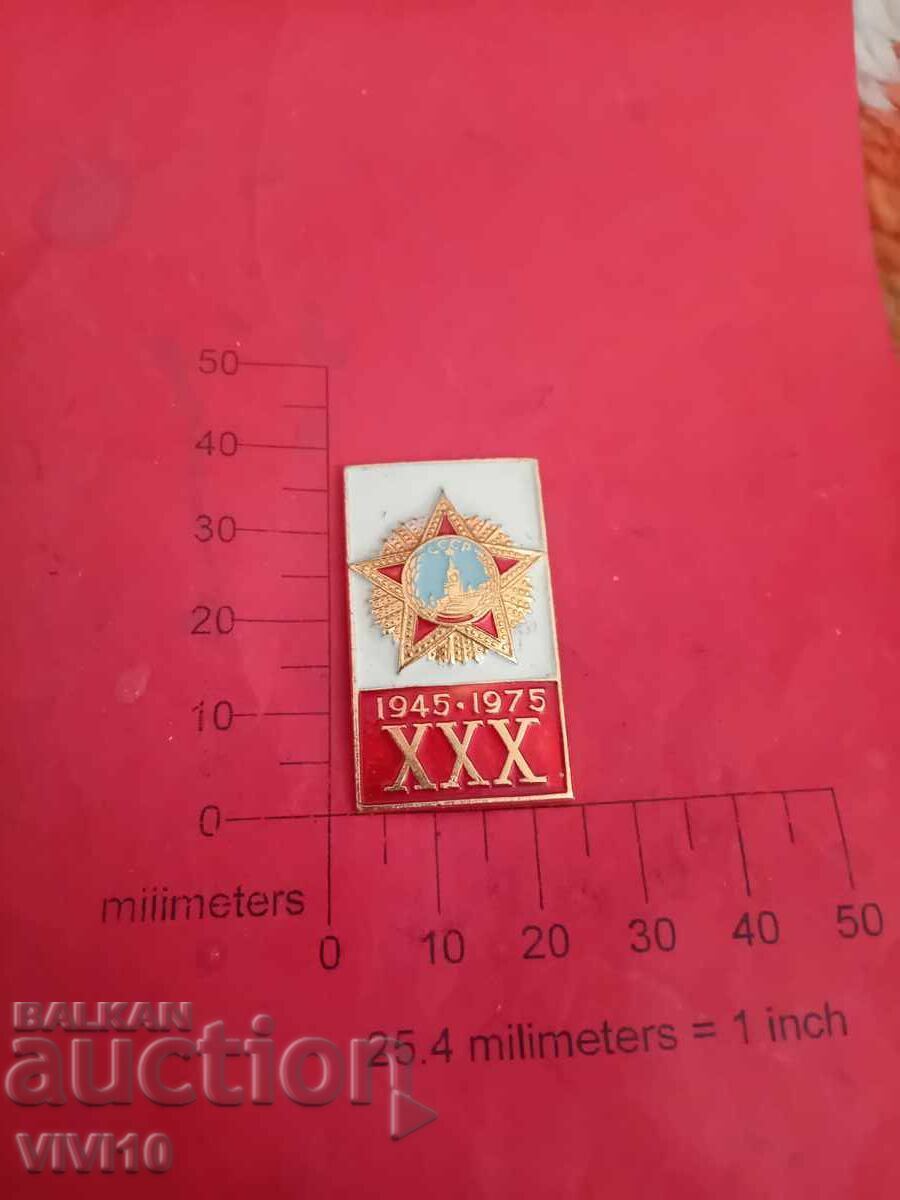 50
40
30
20
10
0
СССР
1945·1975
XXX
milimeters
0 10 20 30 40 50
25.4 milimeters = 1 inch
BALKAN
auction
VIVI10